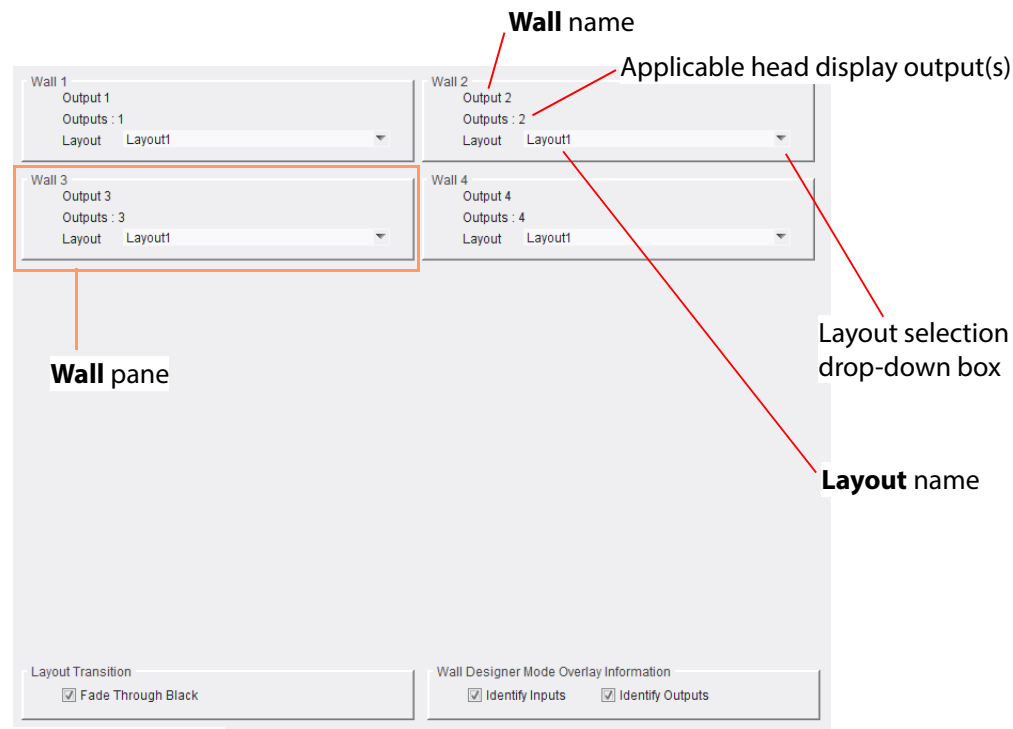 Wall name
Applicable head display output(s)
Wall 1
Output 1
Outputs : 1
Layout Layout1
Wall 2
Output 2
Outputs : 2
Layout Layout1
Wall 3
Output 3
Outputs : 3
Layout Layout1
Wall 4
Output 4
Outputs : 4
Layout Layout1
Layout selection
drop-down box
Wall pane
Layout name
Layout Transition
Fade Through Black
Wall Designer Mode Overlay Information
Identify Inputs Identify Outputs